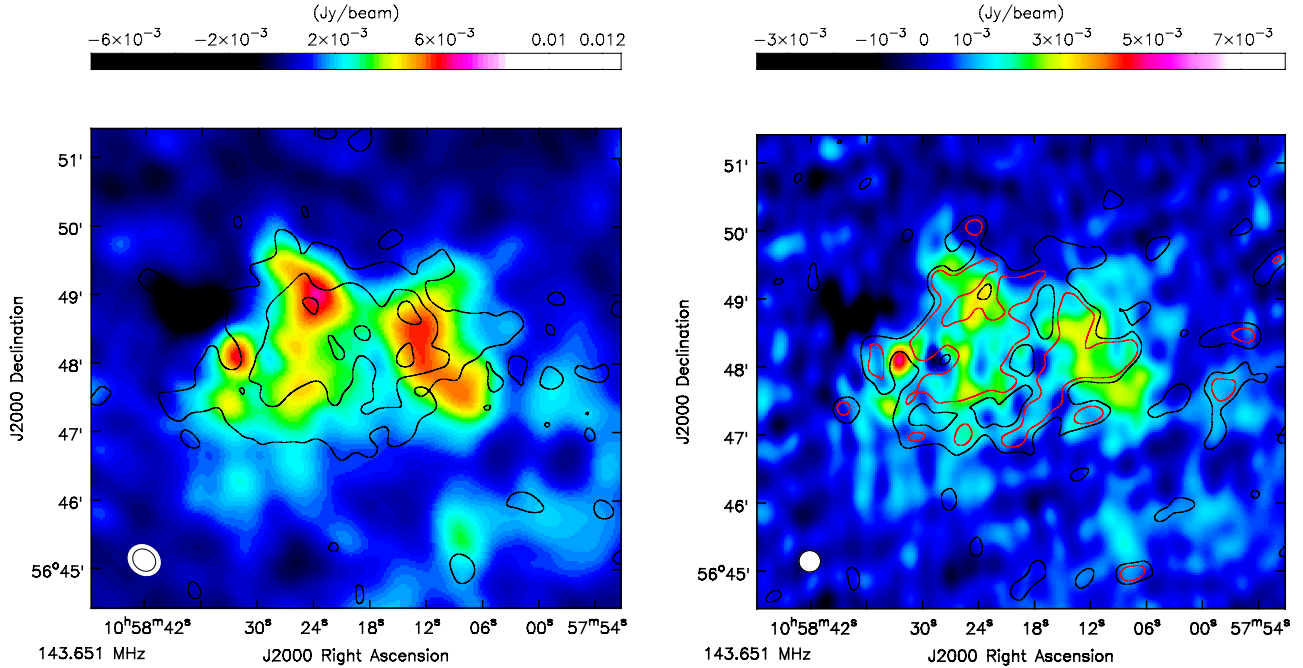 (Jy/beam)
−6×10⁻³ −2×10⁻³ 2×10⁻³ 6×10⁻³ 0.01 0.012
51'
50'
49'
48'
47'
46'
56°45'
J2000 Declination
10ʰ58ᵐ42ˢ 30ˢ 24ˢ 18ˢ 12ˢ 06ˢ 00ˢ 57ᵐ54ˢ
143.651 MHz
J2000 Right Ascension
(Jy/beam)
−3×10⁻³ −10⁻³ 0 10⁻³ 3×10⁻³ 5×10⁻³ 7×10⁻³
51'
50'
49'
48'
47'
46'
56°45'
J2000 Declination
10ʰ58ᵐ42ˢ 30ˢ 24ˢ 18ˢ 12ˢ 06ˢ 00ˢ 57ᵐ54ˢ
143.651 MHz
J2000 Right Ascension